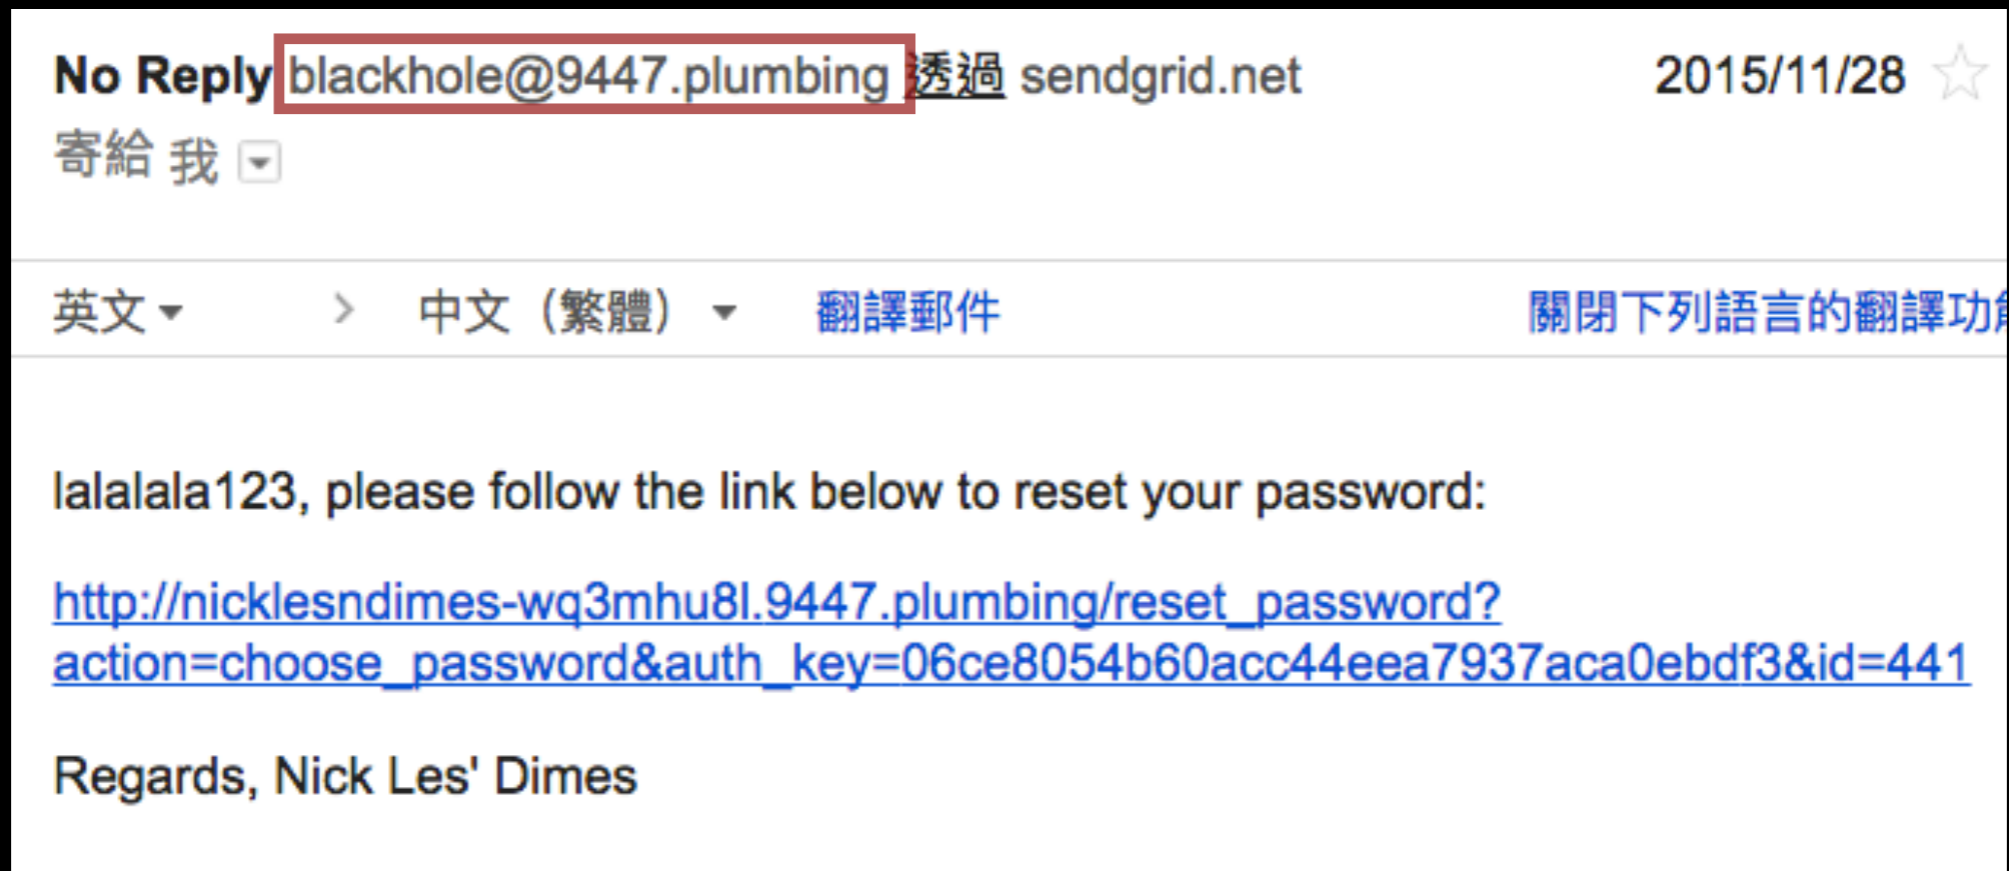 No Reply blackhole@9447.plumbing 透過 sendgrid.net 2015/11/28
寄給 我
英文 中文（繁體） 翻譯郵件 關閉下列語言的翻譯功能
lalalala123, please follow the link below to reset your password:
http://nicklesndimes-wq3mhu8l.9447.plumbing/reset_password?
action=choose_password&auth_key=06ce8054b60acc44eea7937aca0ebdf3&id=441
Regards, Nick Les' Dimes